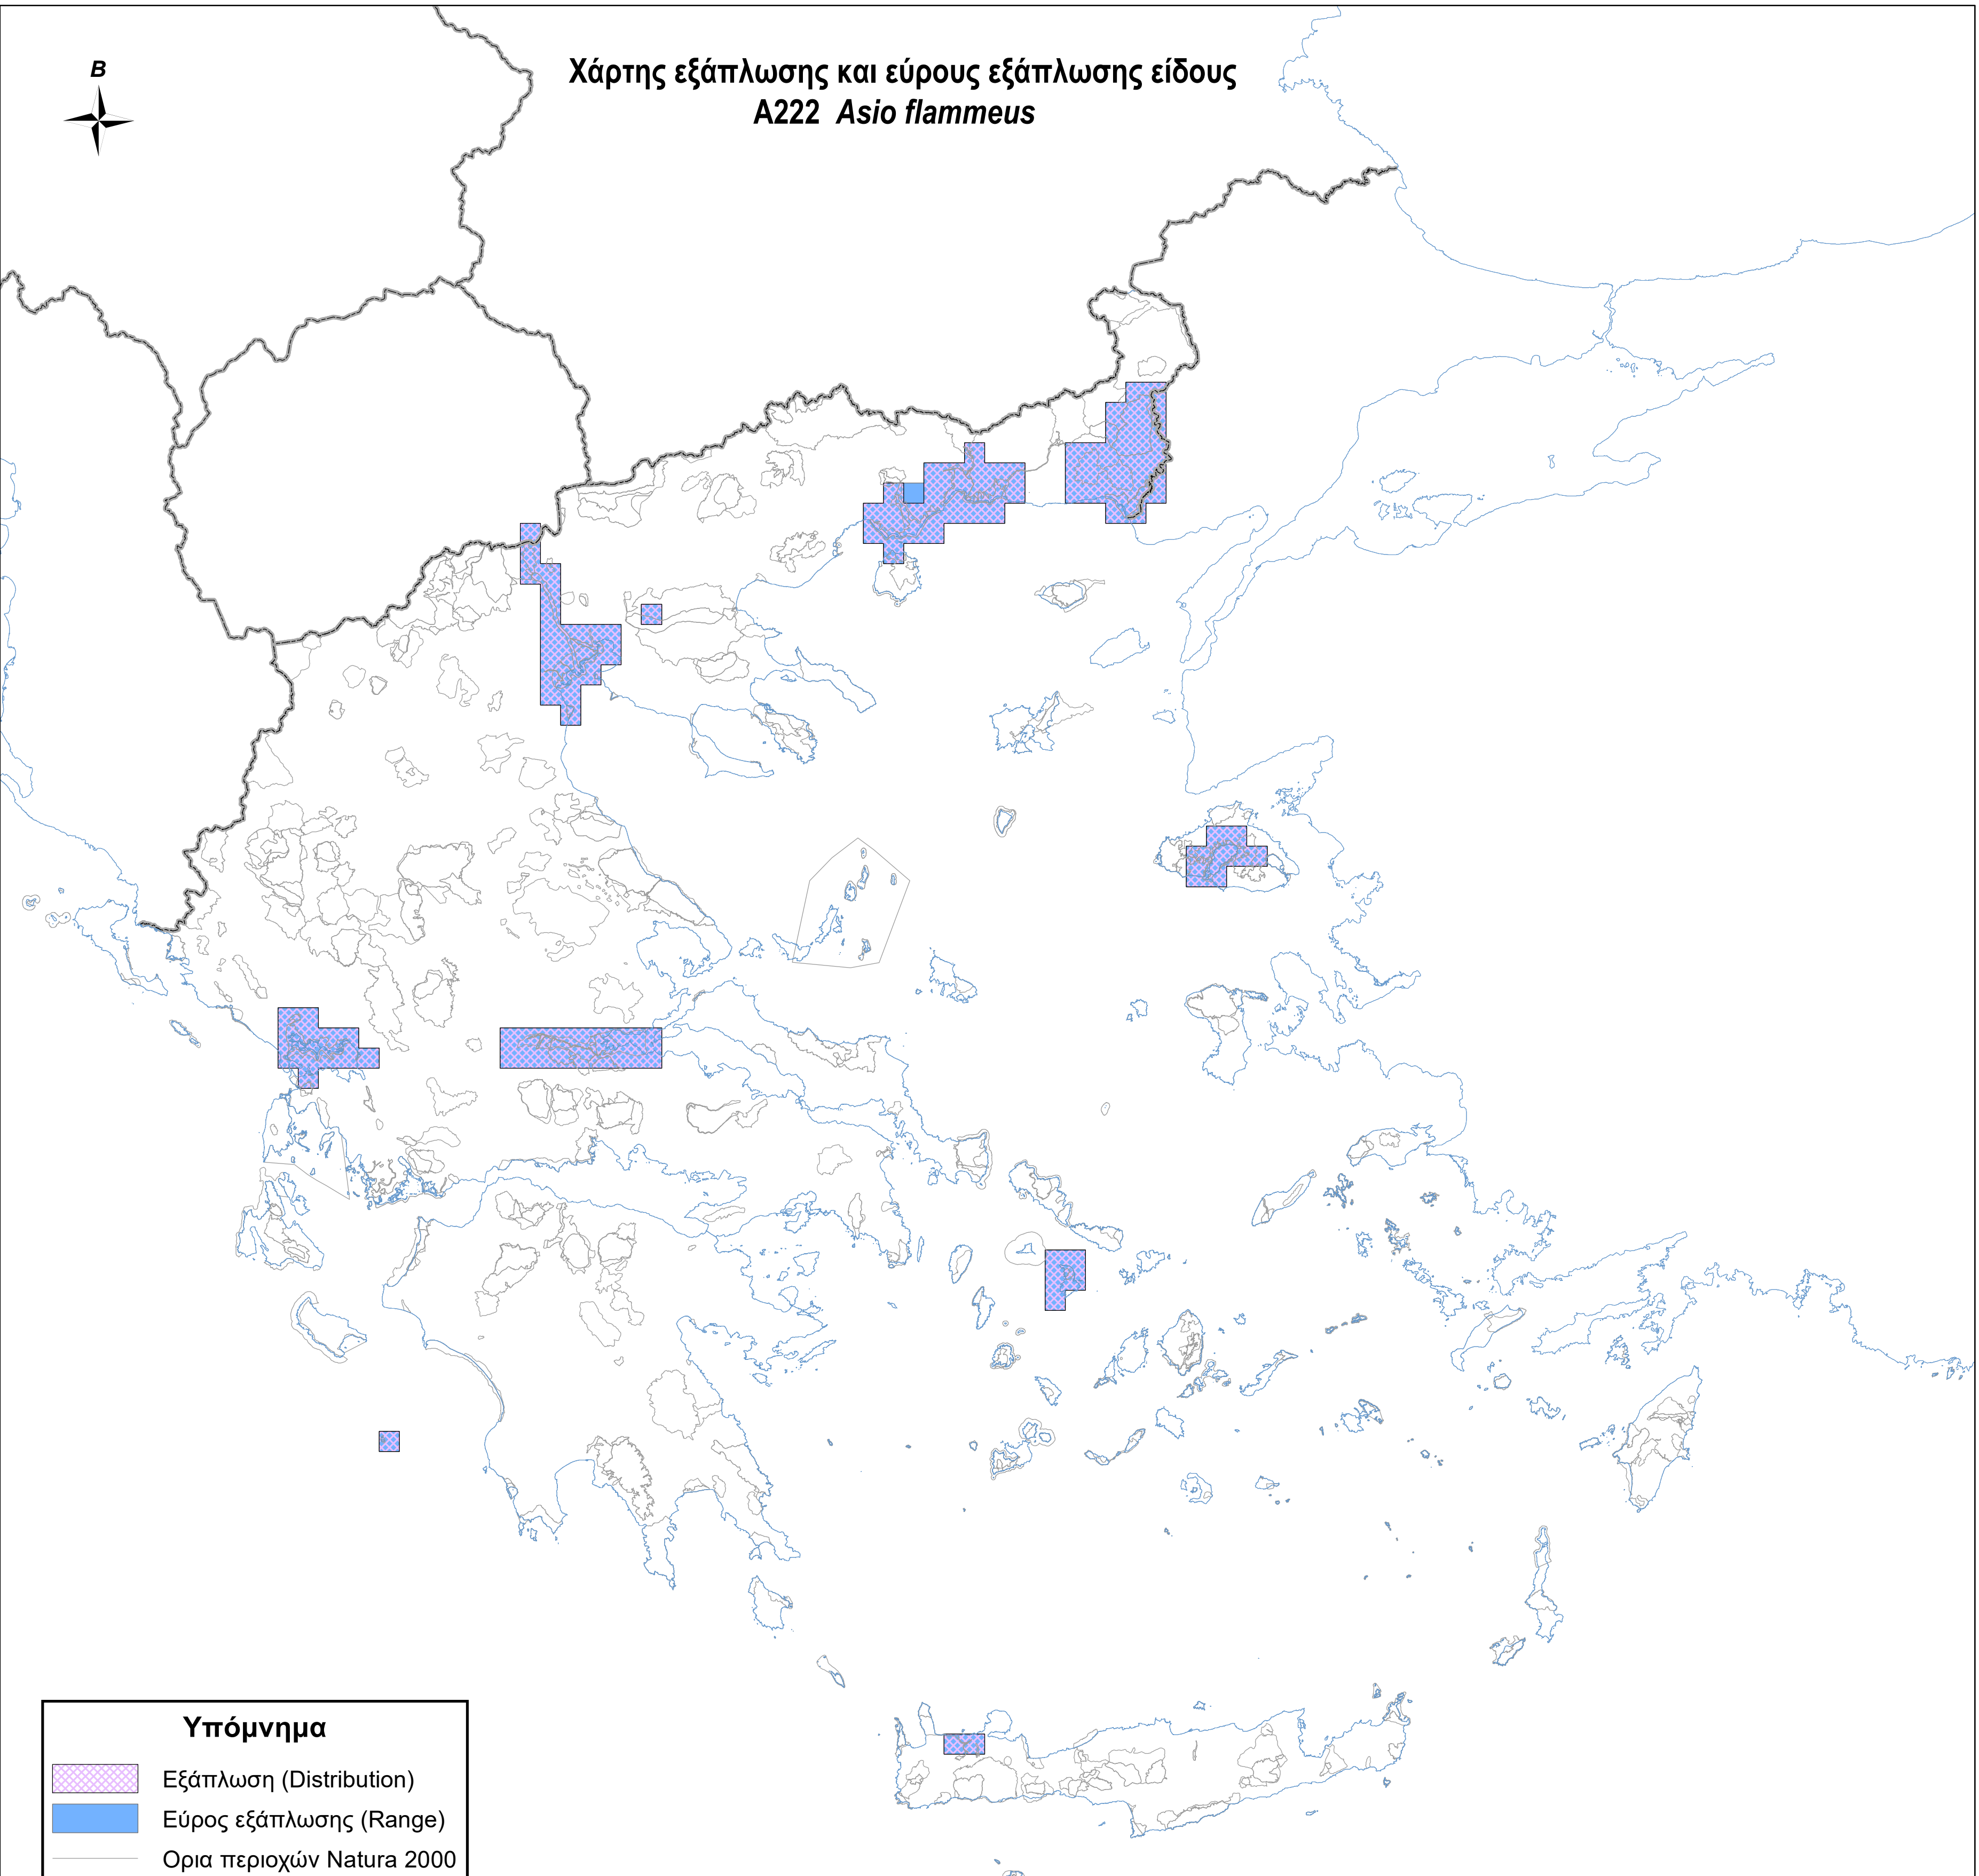 B
Χάρτης εξάπλωσης και εύρους εξάπλωσης είδους
A222 Asio flammeus
Υπόμνημα
Εξάπλωση (Distribution)
Εύρος εξάπλωσης (Range)
Ορια περιοχών Natura 2000